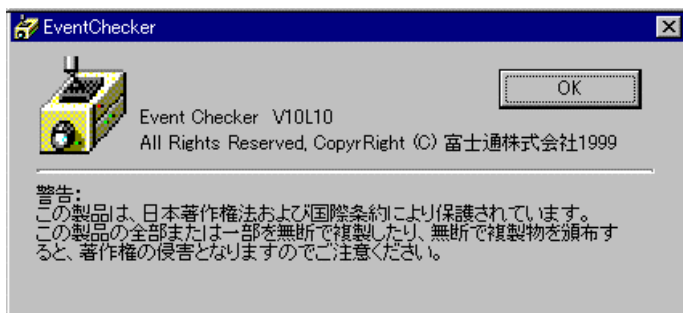 EventChecker
OK
Event Checker V10L10
All Rights Reserved, CopyrRight (C) 富士通株式会社1999
警告:
この製品は、日本著作権法および国際条約により保護されています。
この製品の全部または一部を無断で複製したり、無断で複製物を頒布す
ると、著作権の侵害となりますのでご注意ください。